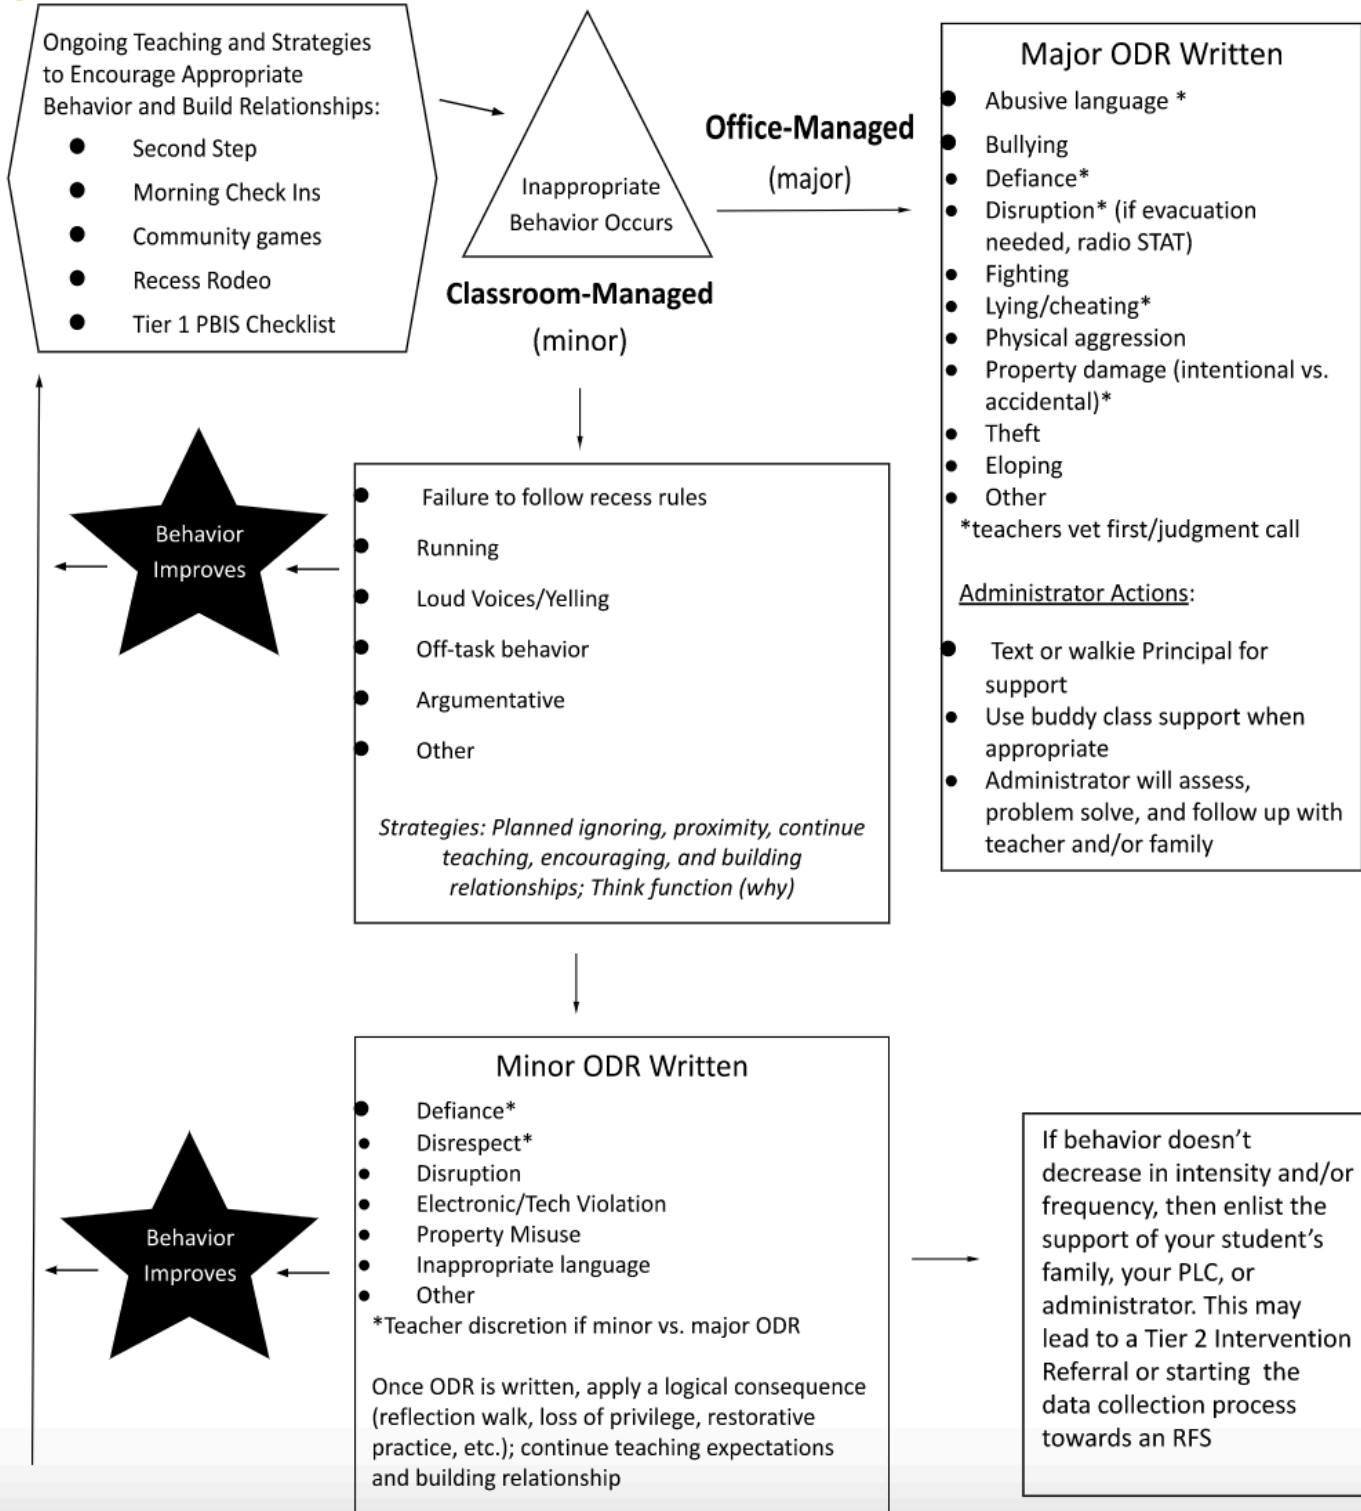 Ongoing Teaching and Strategies
to Encourage Appropriate
Behavior and Build Relationships:
● Second Step
● Morning Check Ins
● Community games
● Recess Rodeo
● Tier 1 PBIS Checklist
Inappropriate
Behavior Occurs
Office-Managed
(major)
Classroom-Managed
(minor)
Major ODR Written
● Abusive language *
● Bullying
● Defiance*
● Disruption* (if evacuation
needed, radio STAT)
● Fighting
● Lying/cheating*
● Physical aggression
● Property damage (intentional vs.
accidental)*
● Theft
● Eloping
● Other
*teachers vet first/judgment call
Administrator Actions:
● Text or walkie Principal for
support
● Use buddy class support when
appropriate
● Administrator will assess,
problem solve, and follow up with
teacher and/or family
● Failure to follow recess rules
● Running
● Loud Voices/Yelling
● Off-task behavior
● Argumentative
● Other
Strategies: Planned ignoring, proximity, continue
teaching, encouraging, and building
relationships; Think function (why)
Behavior
Improves
Minor ODR Written
● Defiance*
● Disrespect*
● Disruption
● Electronic/Tech Violation
● Property Misuse
● Inappropriate language
● Other
*Teacher discretion if minor vs. major ODR
Once ODR is written, apply a logical consequence
(reflection walk, loss of privilege, restorative
practice, etc.); continue teaching expectations
and building relationship
Behavior
Improves
If behavior doesn’t
decrease in intensity and/or
frequency, then enlist the
support of your student’s
family, your PLC, or
administrator. This may
lead to a Tier 2 Intervention
Referral or starting the
data collection process
towards an RFS